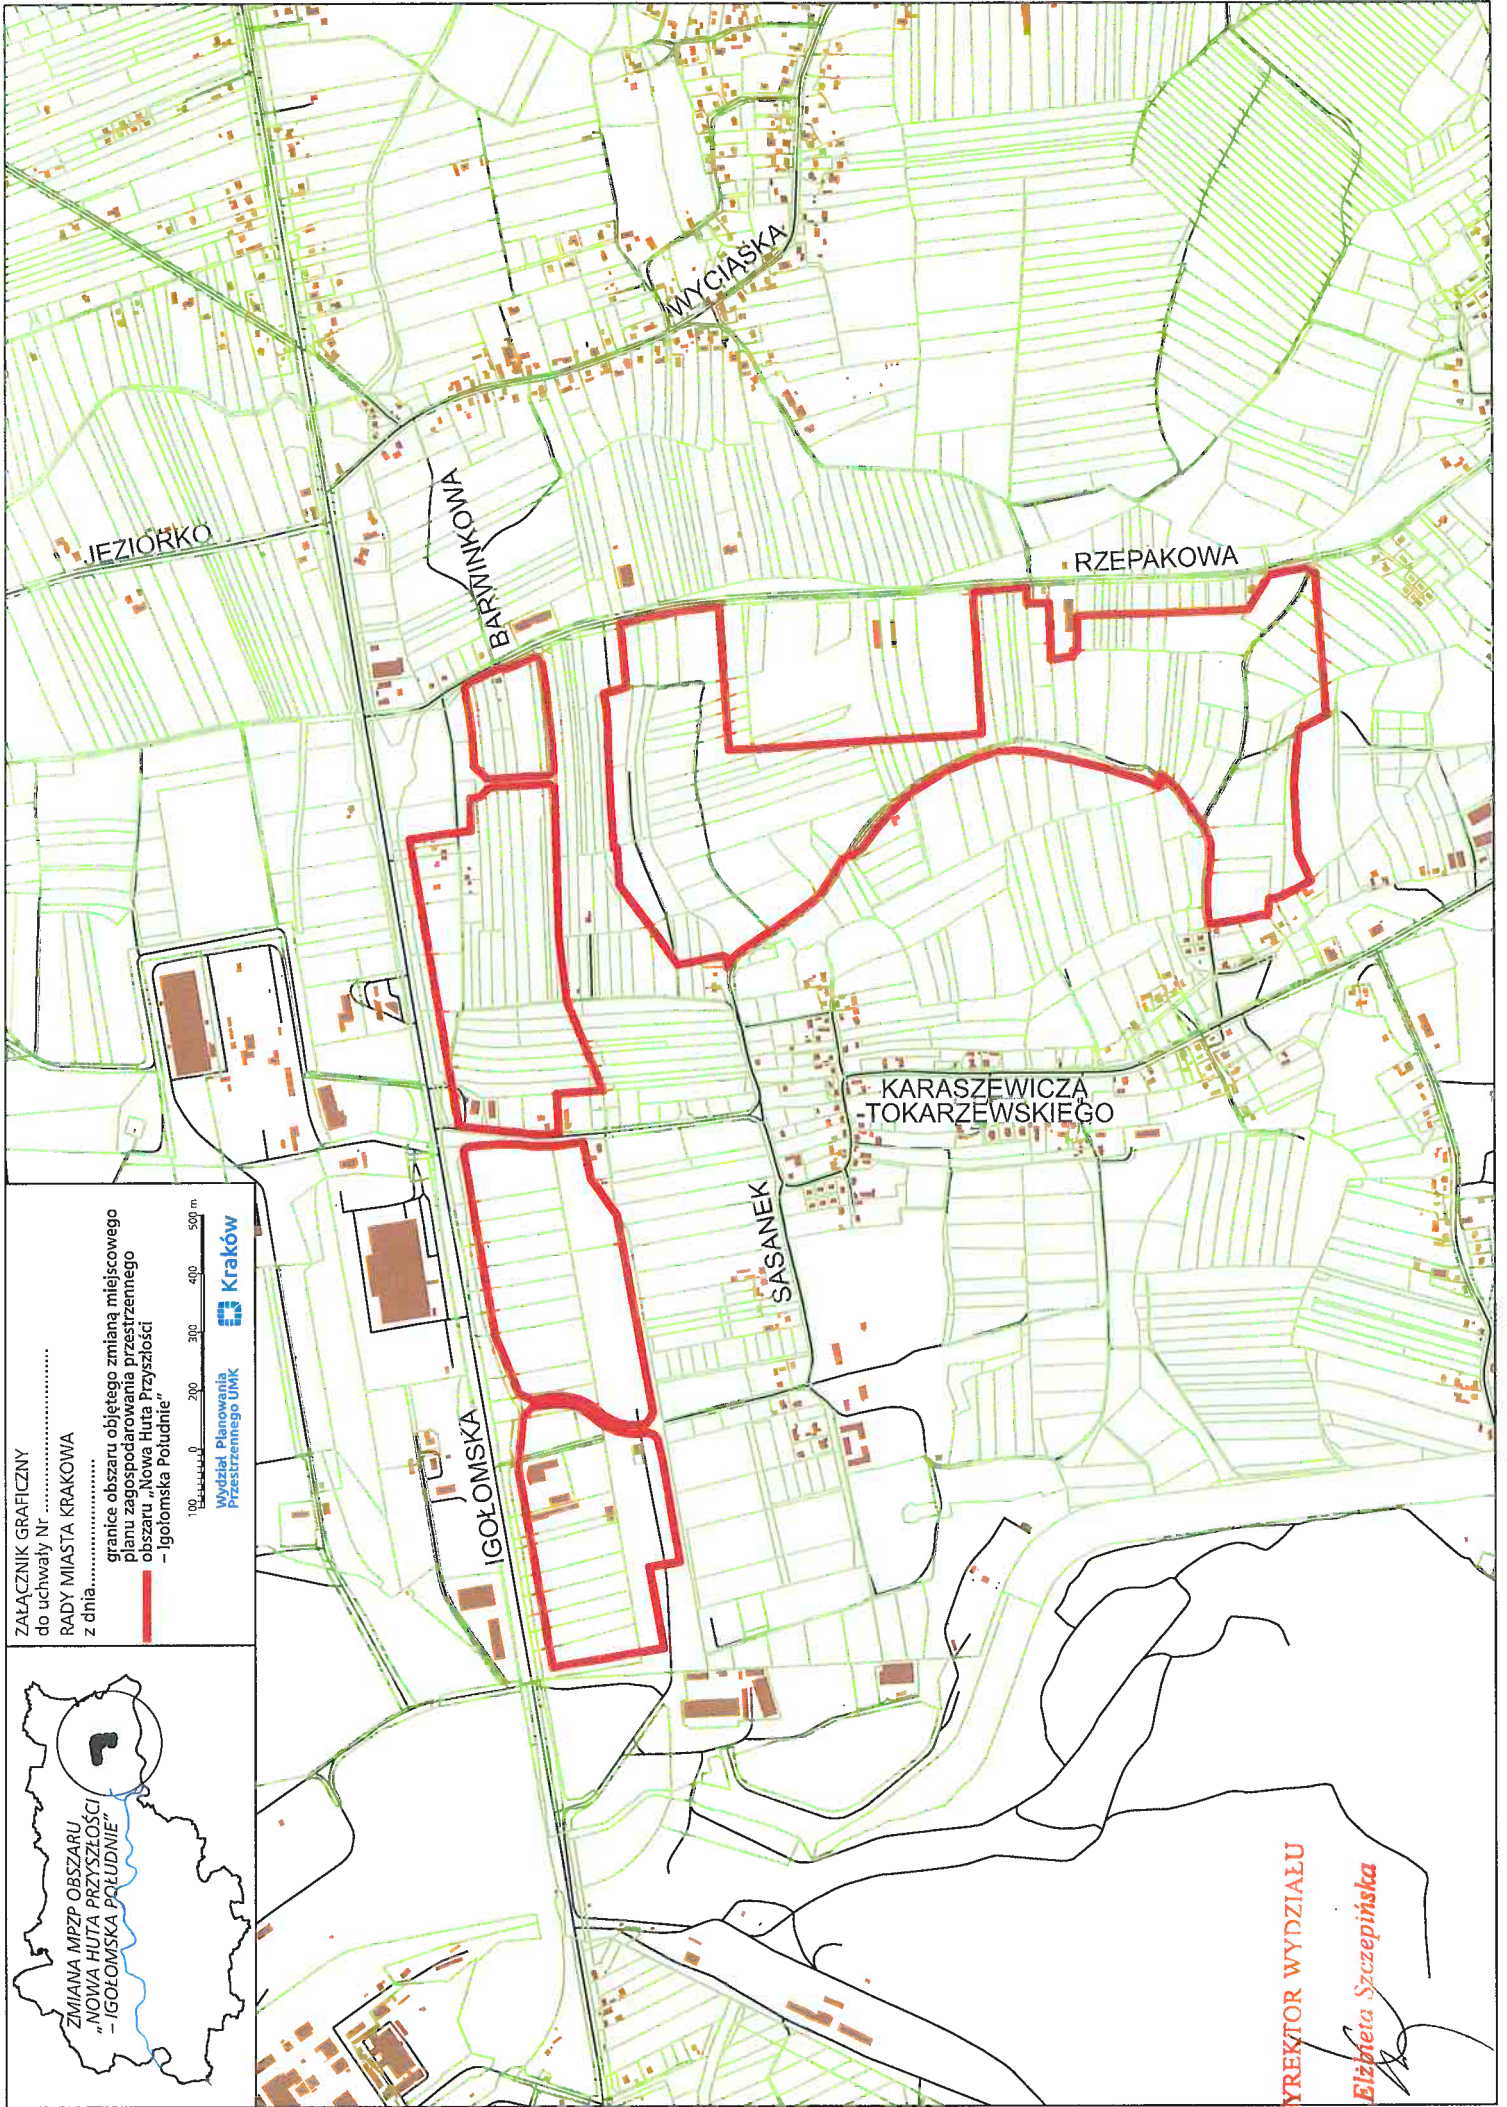 ZMIANA MPZP OBSZARU
„NOWA HUTA PRZYSZŁOŚCI
– IGOŁOMSKA POŁUDNIE”
ZAŁĄCZNIK GRAFICZNY
do uchwały Nr ..............................
RADY MIASTA KRAKOWA
z dnia..............................
granice obszaru objętego zmianą miejscowego
planu zagospodarowania przestrzennego
obszaru „Nowa Huta Przyszłości
– Igołomska Południe”
100 0 200 300 400 500 m
Wydział Planowania
Przestrzennego UMK
Kraków
JEZIORKO
BARWINKOWA
WYCIĄSKA
RZEPAKOWA
IGOŁOMSKA
SASANEK
KARASZEWICZA
-TOKARZEWSKIEGO
YREKTOR WYDZIAŁU
Elżbieta Szczepińska